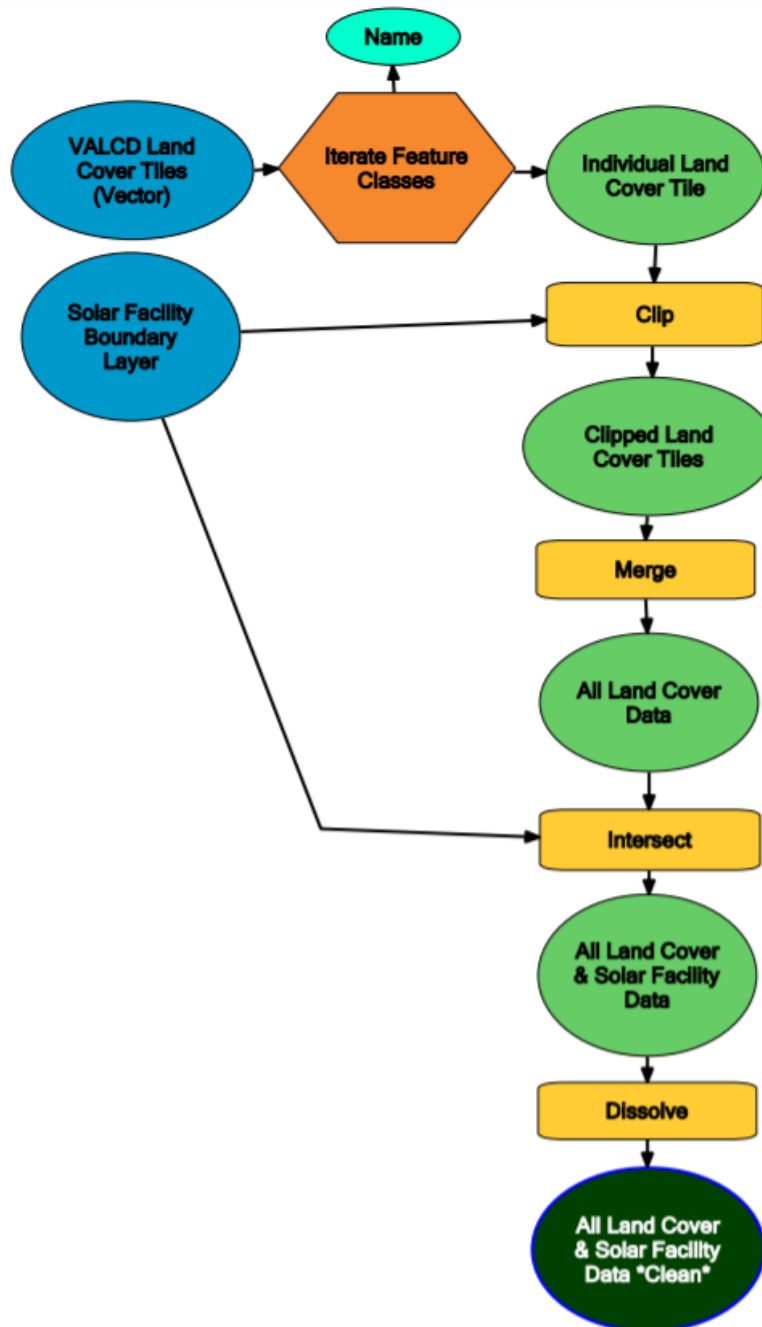 Name
VALCD Land
Cover Tiles
(Vector)
Iterate Feature
Classes
Individual Land
Cover Tile
Solar Facility
Boundary
Layer
Clip
Clipped Land
Cover Tiles
Merge
All Land Cover
Data
Intersect
All Land Cover
& Solar Facility
Data
Dissolve
All Land Cover
& Solar Facility
Data *Clean*